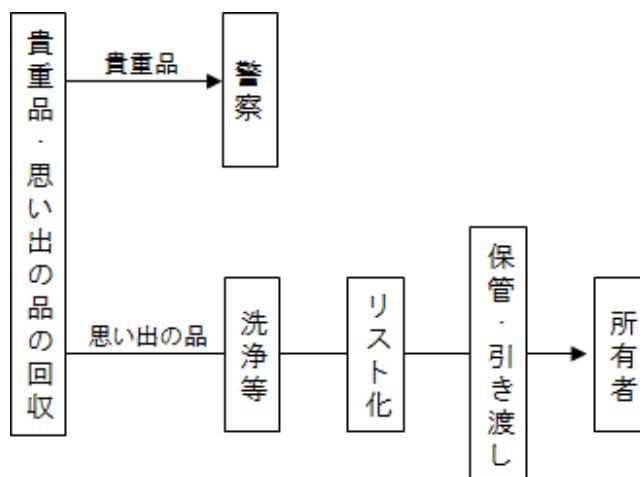 貴重品・思い出の品の回収
貴重品
警察
思い出の品
洗浄等
リスト化
保管・引き渡し
所有者